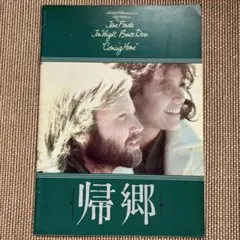 Jane Fonda
Jon Voight Bruce Dern
"Coming Home"
帰郷